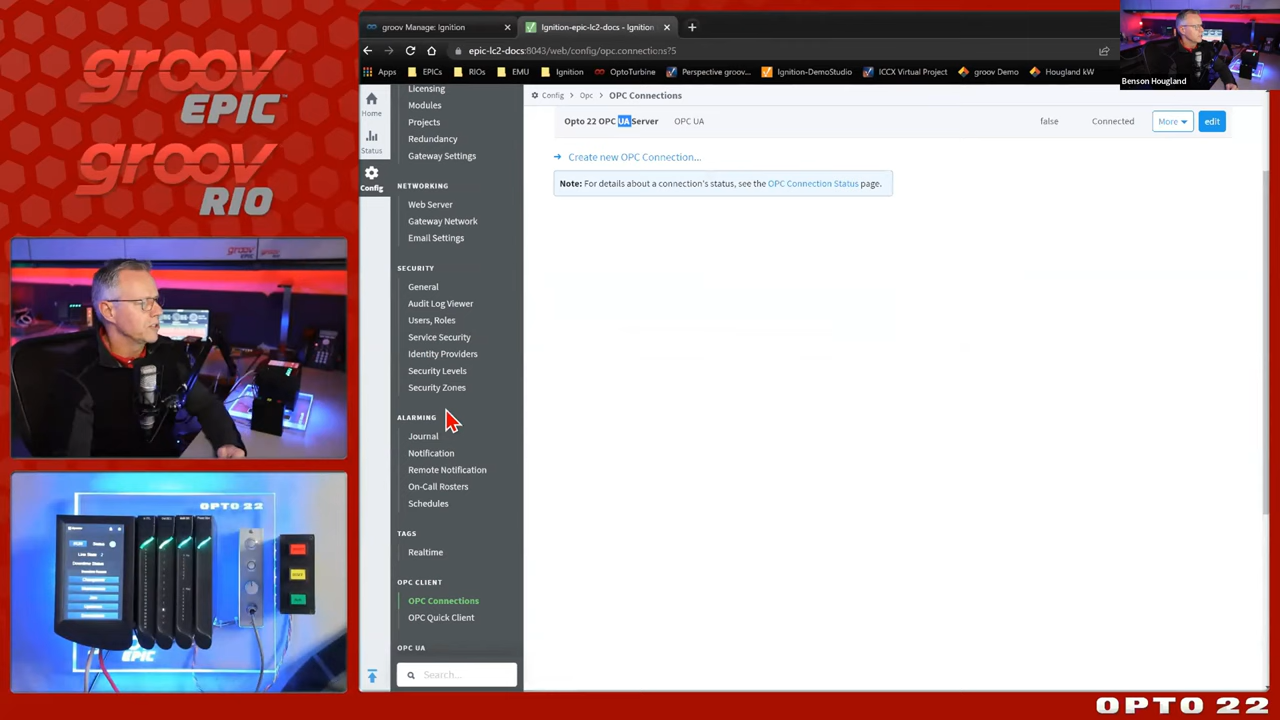 groov
EPIC™
groov
RIO
OPTO 22
EPIC
groov Manage: Ignition
Ignition-epic-lc2-docs - Ignition
epic-lc2-docs:8043/web/config/opc.connections?5
Apps
EPICs
RIOs
EMU
Ignition
OptoTurbine
Perspective groov...
Ignition-DemoStudio
ICCX Virtual Project
groov Demo
Hougland kW
Benson Hougland
Home
Status
Config
Licensing
Modules
Projects
Redundancy
Gateway Settings
NETWORKING
Web Server
Gateway Network
Email Settings
SECURITY
General
Audit Log Viewer
Users, Roles
Service Security
Identity Providers
Security Levels
Security Zones
ALARMING
Journal
Notification
Remote Notification
On-Call Rosters
Schedules
TAGS
Realtime
OPC CLIENT
OPC Connections
OPC Quick Client
OPC UA
Search...
Config > Opc > OPC Connections
Opto 22 OPC UA Server OPC UA false Connected More edit
Create new OPC Connection...
Note: For details about a connection's status, see the OPC Connection Status page.
OPTO 22